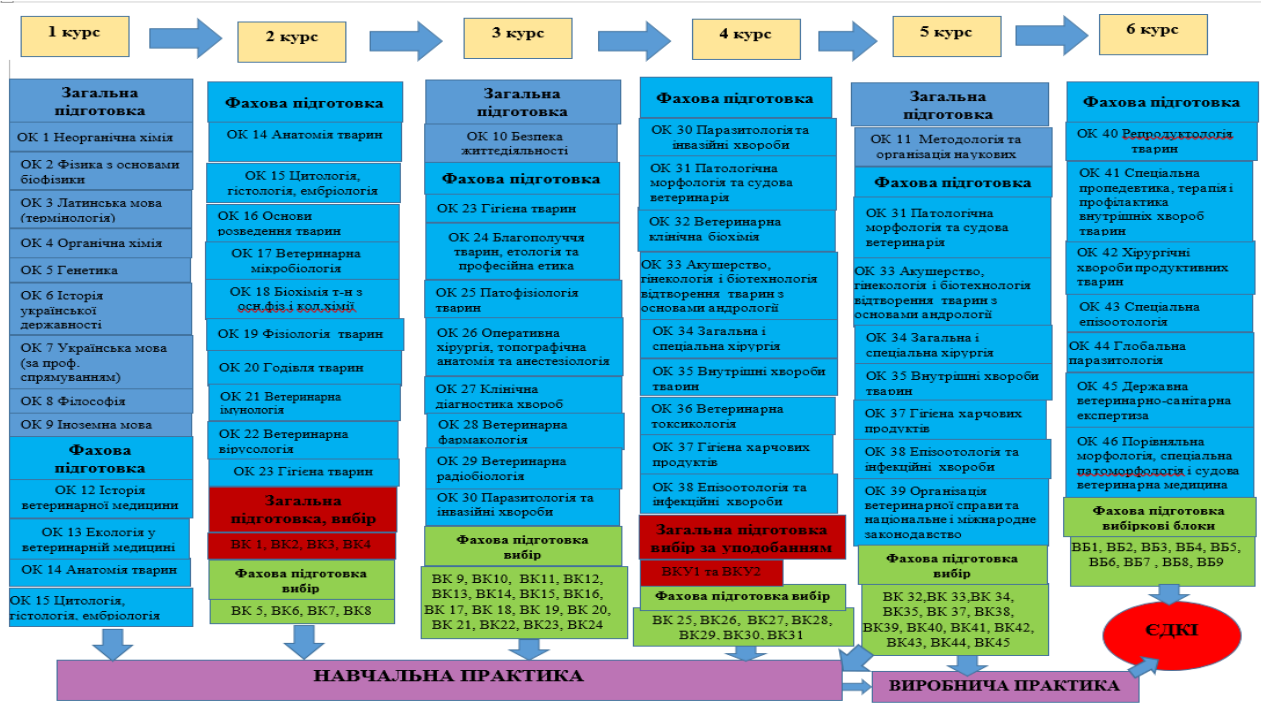 1 курс
2 курс
3 курс
4 курс
5 курс
6 курс
Загальна
підготовка
ОК 1 Неорганічна хімія
ОК 2 Фізика з основами
біофізики
ОК 3 Латинська мова
(термінологія)
ОК 4 Органічна хімія
ОК 5 Генетика
ОК 6 Історія
української
державності
ОК 7 Українська мова
(за проф.
спрямуванням)
ОК 8 Філософія
ОК 9 Іноземна мова
Фахова
підготовка
ОК 12 Історія
ветеринарної медицини
ОК 13 Екологія у
ветеринарній медицині
ОК 14 Анатомія тварин
ОК 15 Цитологія,
гістологія, ембріологія
Фахова підготовка
ОК 14 Анатомія тварин
ОК 15 Цитологія,
гістологія, ембріологія
ОК 16 Основи
розведення тварин
ОК 17 Ветеринарна
мікробіологія
ОК 18 Біохімія т-н з
осн.фіз.і кол.хімії
ОК 19 Фізіологія тварин
ОК 20 Годівля тварин
ОК 21 Ветеринарна
імунологія
ОК 22 Ветеринарна
вірусологія
ОК 23 Гігієна тварин
Загальна
підготовка, вибір
ВК 1, ВК2, ВК3, ВК4
Фахова підготовка
вибір
ВК 5, ВК6, ВК7, ВК8
Загальна
підготовка
ОК 10 Безпека
життєдіяльності
Фахова підготовка
ОК 23 Гігієна тварин
ОК 24 Благополуччя
тварин, етологія та
професійна етика
ОК 25 Патофізіологія
тварин
ОК 26 Оперативна
хірургія, топографічна
анатомія та анестезіологія
ОК 27 Клінічна
діагностика хвороб
ОК 28 Ветеринарна
фармакологія
ОК 29 Ветеринарна
радіобіологія
ОК 30 Паразитологія та
інвазійні хвороби
Фахова підготовка
вибір
ВК 9, ВК10, ВК11, ВК12,
ВК13, ВК14, ВК15, ВК16,
ВК 17, ВК 18, ВК 19, ВК 20,
ВК 21, ВК22, ВК23, ВК24
Фахова підготовка
ОК 30 Паразитологія та
інвазійні хвороби
ОК 31 Патологічна
морфологія та судова
ветеринарія
ОК 32 Ветеринарна
клінічна біохімія
ОК 33 Акушерство,
гінекологія і біотехнологія
відтворення тварин з
основами андрології
ОК 34 Загальна і
спеціальна хірургія
ОК 35 Внутрішні хвороби
тварин
ОК 36 Ветеринарна
токсикологія
ОК 37 Гігієна харчових
продуктів
ОК 38 Епізоотологія та
інфекційні хвороби
Загальна підготовка
вибір за уподобанням
ВКУ1 та ВКУ2
Фахова підготовка вибір
ВК 25, ВК26, ВК27, ВК28,
ВК29, ВК30, ВК31
Загальна
підготовка
ОК 11 Методологія та
організація наукових
Фахова підготовка
ОК 31 Патологічна
морфологія та судова
ветеринарія
ОК 33 Акушерство,
гінекологія і біотехнологія
відтворення тварин з
основами андрології
ОК 34 Загальна і
спеціальна хірургія
ОК 35 Внутрішні хвороби
тварин
ОК 37 Гігієна харчових
продуктів
ОК 38 Епізоотологія та
інфекційні хвороби
ОК 39 Організація
ветеринарної справи та
національне і міжнародне
законодавство
Фахова підготовка
вибір
ВК 32,ВК 33,ВК 34,
ВК35, ВК 37, ВК38,
ВК39, ВК40, ВК41, ВК42,
ВК43, ВК44, ВК45
Фахова підготовка
ОК 40 Репродуктологія
тварин
ОК 41 Спеціальна
пропедевтика, терапія і
профілактика
внутрішніх хвороб
тварин
ОК 42 Хірургічні
хвороби продуктивних
тварин
ОК 43 Спеціальна
епізоотологія
ОК 44 Глобальна
паразитологія
ОК 45 Державна
ветеринарно-санітарна
експертиза
ОК 46 Порівняльна
морфологія, спеціальна
патоморфологія і судова
ветеринарна медицина
Фахова підготовка
вибіркові блоки
ВБ1, ВБ2, ВБ3, ВБ4, ВБ5,
ВБ6, ВБ7 , ВБ8, ВБ9
ЄДКІ
НАВЧАЛЬНА ПРАКТИКА
ВИРОБНИЧА ПРАКТИКА